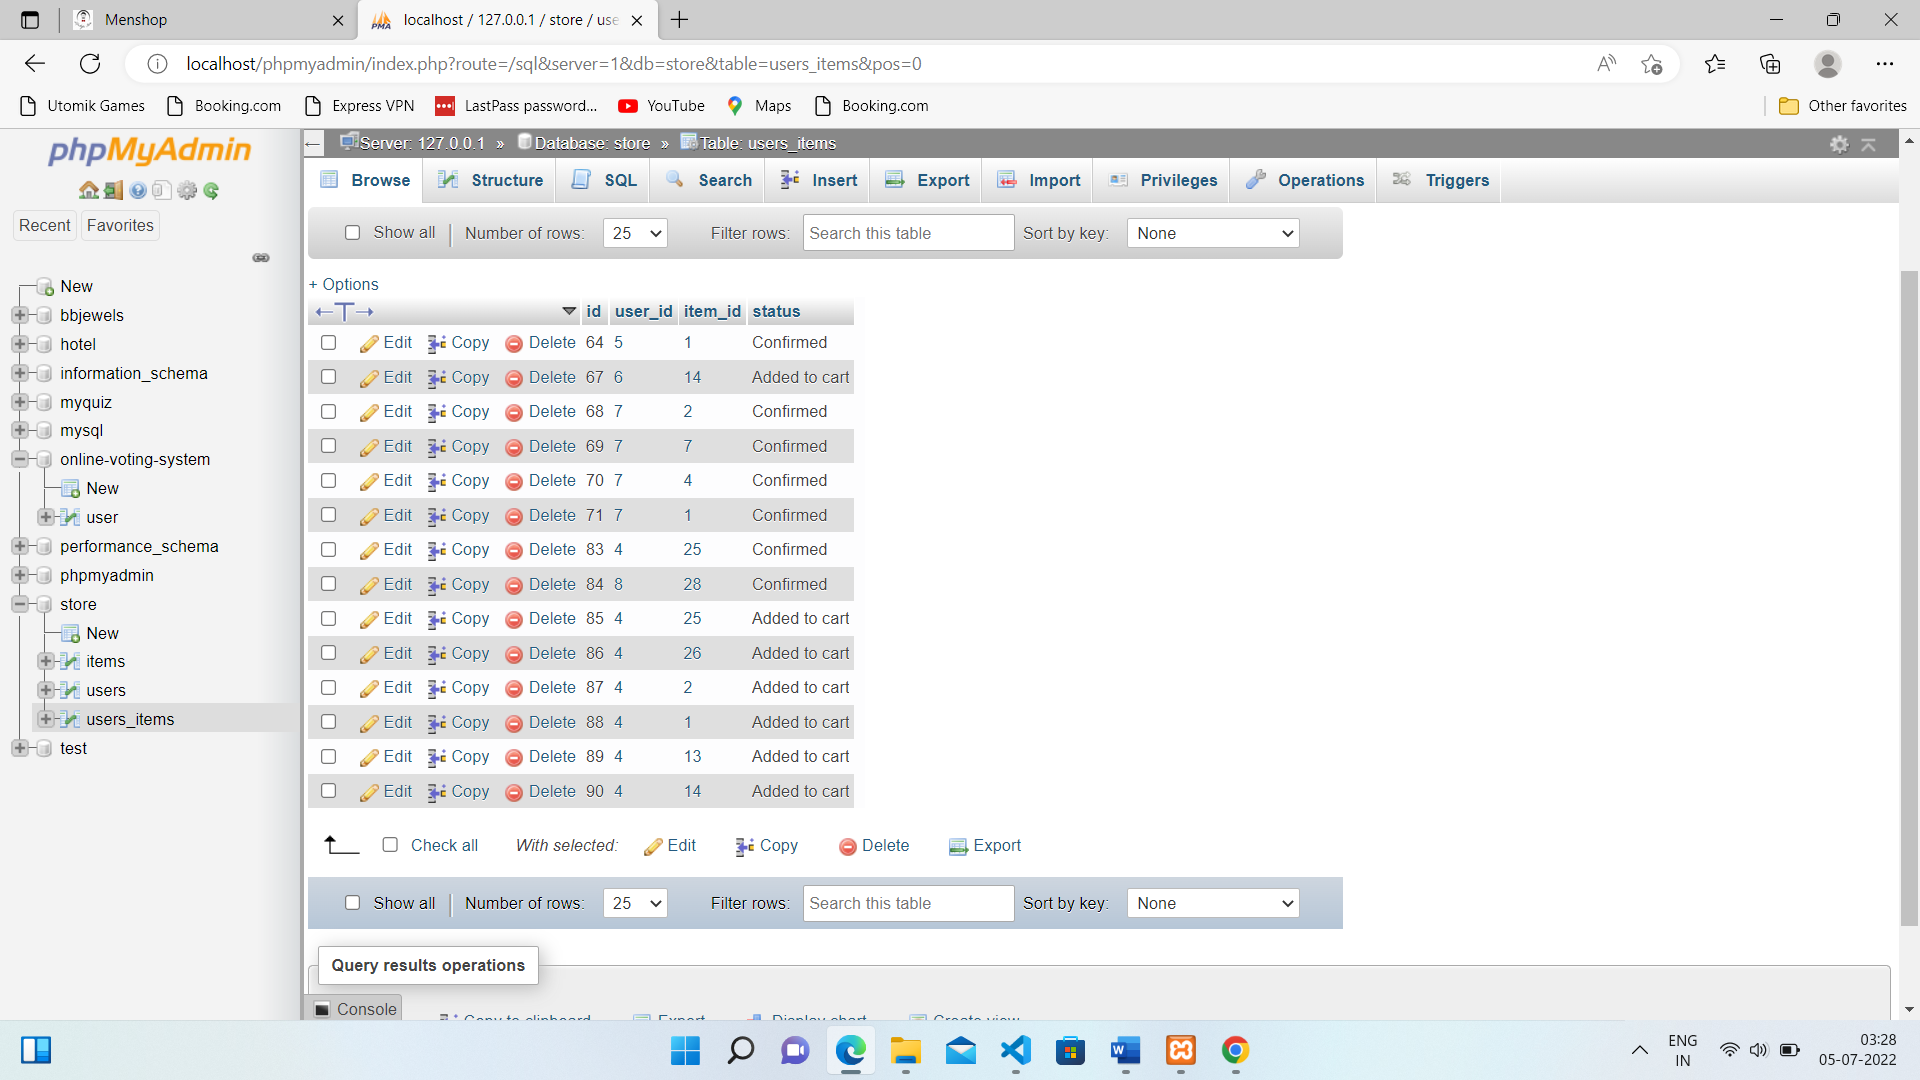 Menshop
localhost / 127.0.0.1 / store / use
localhost/phpmyadmin/index.php?route=/sql&server=1&db=store&table=users_items&pos=0
Utomik Games
Booking.com
Express VPN
LastPass password...
YouTube
Maps
Booking.com
Other favorites
phpMyAdmin
Recent
Favorites
New
bbjewels
hotel
information_schema
myquiz
mysql
online-voting-system
New
user
performance_schema
phpmyadmin
store
New
items
users
users_items
test
Server: 127.0.0.1 » Database: store » Table: users_items
Browse Structure SQL Search Insert Export Import Privileges Operations Triggers
Show all Number of rows: 25 Filter rows: Search this table Sort by key: None
+ Options
id user_id item_id status
Edit Copy Delete 64 5 1 Confirmed
Edit Copy Delete 67 6 14 Added to cart
Edit Copy Delete 68 7 2 Confirmed
Edit Copy Delete 69 7 7 Confirmed
Edit Copy Delete 70 7 4 Confirmed
Edit Copy Delete 71 7 1 Confirmed
Edit Copy Delete 83 4 25 Confirmed
Edit Copy Delete 84 8 28 Confirmed
Edit Copy Delete 85 4 25 Added to cart
Edit Copy Delete 86 4 26 Added to cart
Edit Copy Delete 87 4 2 Added to cart
Edit Copy Delete 88 4 1 Added to cart
Edit Copy Delete 89 4 13 Added to cart
Edit Copy Delete 90 4 14 Added to cart
Check all With selected: Edit Copy Delete Export
Show all Number of rows: 25 Filter rows: Search this table Sort by key: None
Query results operations
Console
Copy to clipboard Export Display chart Create view
ENG
IN
03:28
05-07-2022